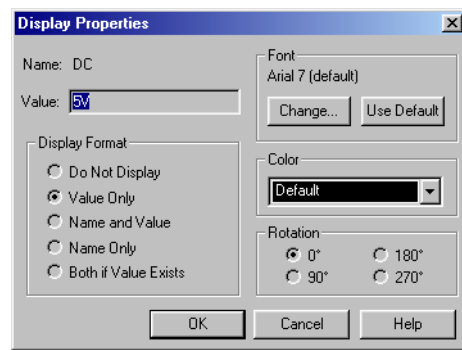 Display Properties
Name: DC
Value: 5V
Display Format
Do Not Display
Value Only
Name and Value
Name Only
Both if Value Exists
Font
Arial 7 (default)
Change... Use Default
Color
Default
Rotation
0° 180°
90° 270°
OK Cancel Help